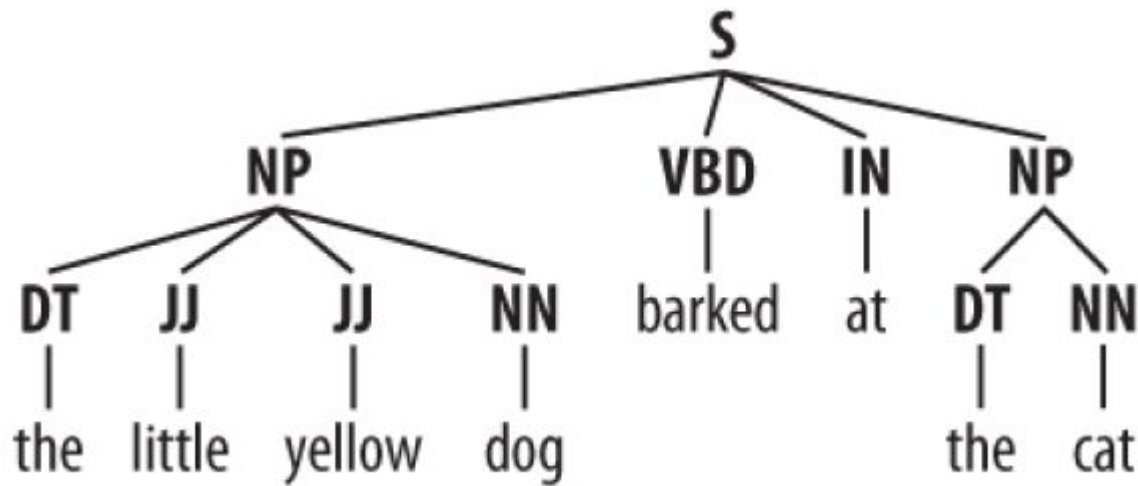 S
NP VBD IN NP
DT JJ JJ NN barked at DT NN
the little yellow dog the cat